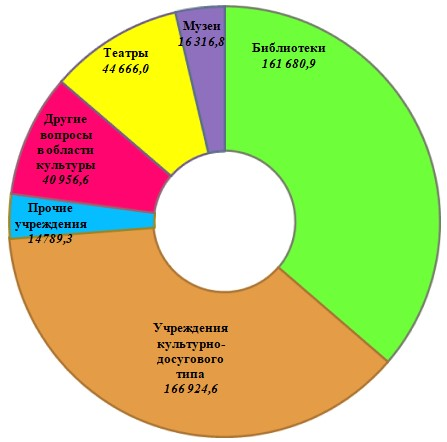 Музеи
16 316,8
Библиотеки
161 680,9
Театры
44 666,0
Другие
вопросы
в области
культуры
40 956,6
Прочие
учреждения
14789,3
Учреждения
культурно-
досугового
типа
166 924,6